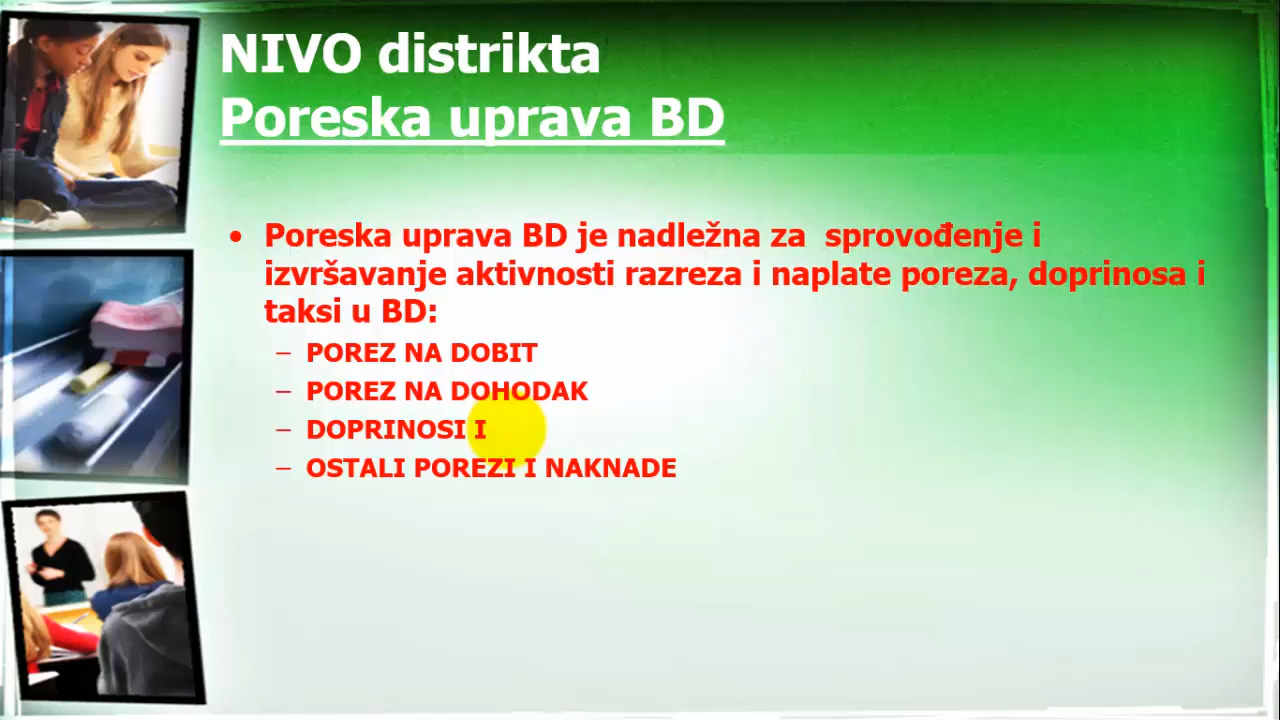 NIVO distrikta
Poreska uprava BD
• Poreska uprava BD je nadležna za sprovođenje i
izvršavanje aktivnosti razreza i naplate poreza, doprinosa i
taksi u BD:
– POREZ NA DOBIT
– POREZ NA DOHODAK
– DOPRINOSI I
– OSTALI POREZI I NAKNADE